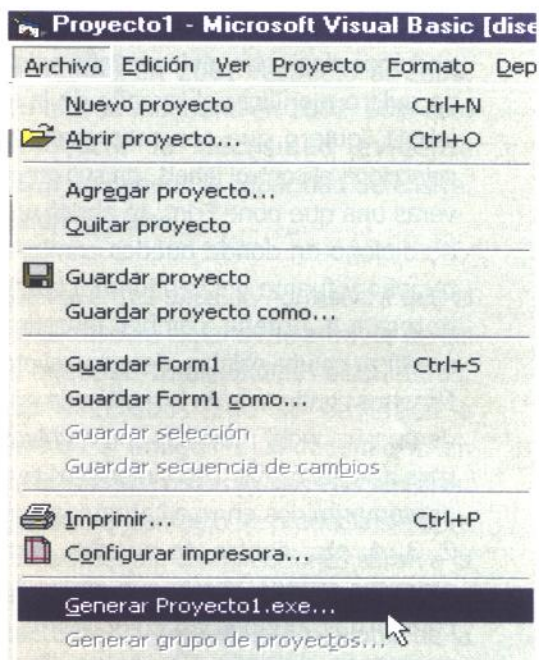 Proyecto1 - Microsoft Visual Basic [dise
Archivo Edición Ver Proyecto Formato Dep
Nuevo proyecto Ctrl+N
Abrir proyecto... Ctrl+O
Agregar proyecto...
Quitar proyecto
Guardar proyecto
Guardar proyecto como...
Guardar Form1 Ctrl+S
Guardar Form1 como...
Guardar selección
Guardar secuencia de cambios
Imprimir... Ctrl+P
Configurar impresora...
Generar Proyecto1.exe...
Generar grupo de proyectos...